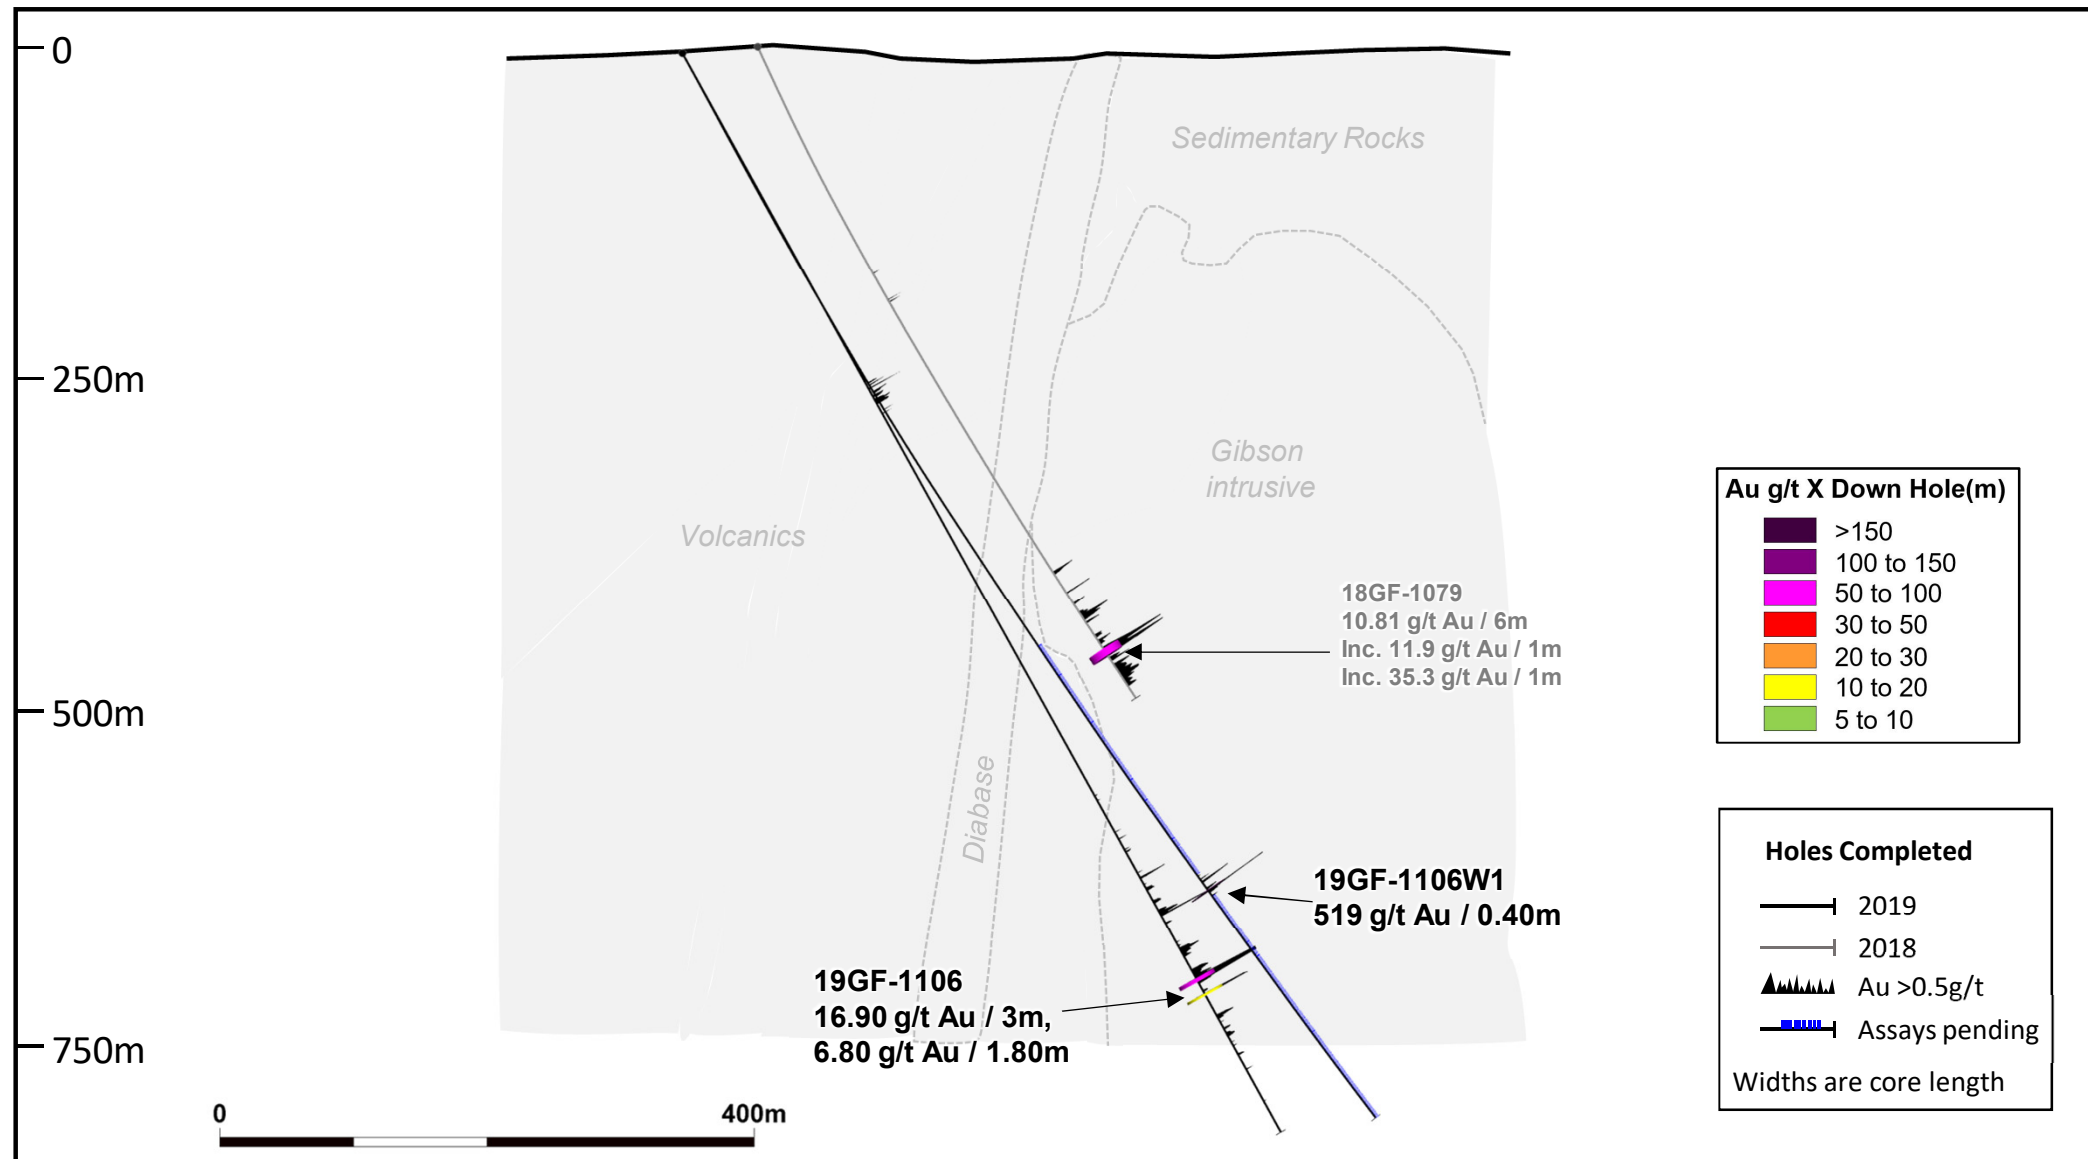 0
Sedimentary Rocks
250m
Gibson
intrusive
Volcanics
Au g/t X Down Hole(m)
>150
100 to 150
50 to 100
30 to 50
20 to 30
10 to 20
5 to 10
18GF-1079
10.81 g/t Au / 6m
Inc. 11.9 g/t Au / 1m
Inc. 35.3 g/t Au / 1m
500m
Diabase
Holes Completed
2019
2018
Au >0.5g/t
Assays pending
Widths are core length
19GF-1106W1
519 g/t Au / 0.40m
19GF-1106
16.90 g/t Au / 3m,
6.80 g/t Au / 1.80m
750m
0 400m